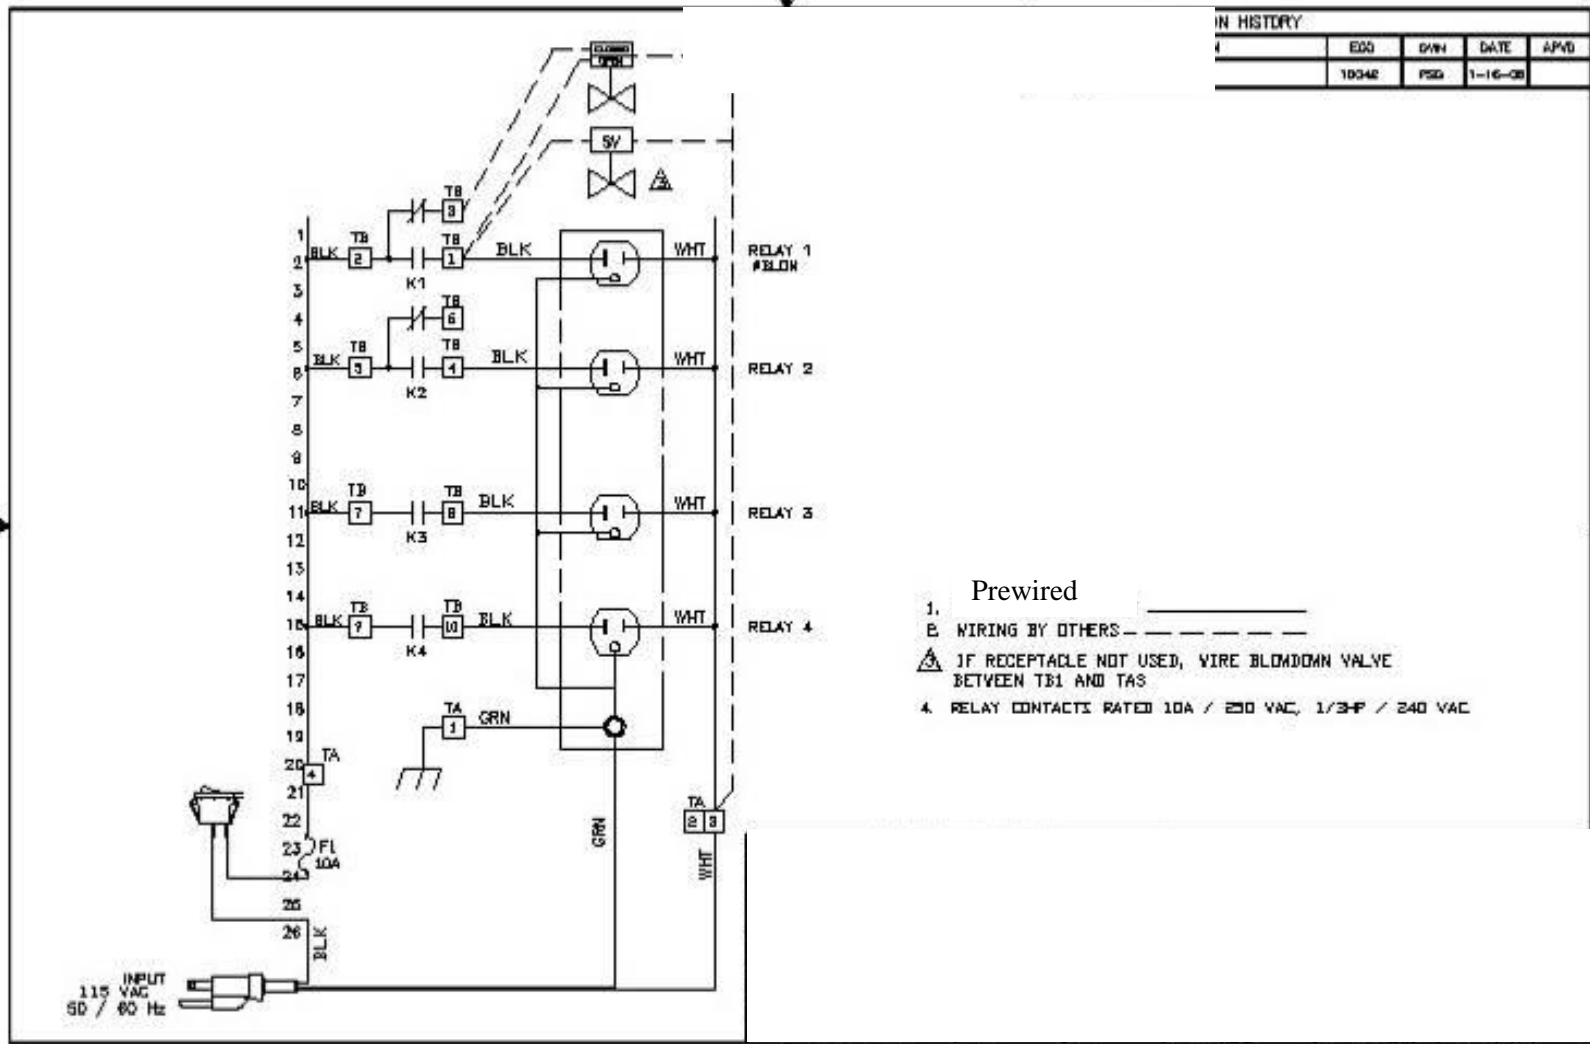 N HISTORY
ECO DWN DATE APVD
10042 PSG 1-16-08
CLOSED
OPEN
SV
3
TB
3
1
2
BLK
TB
2
K1
TB
1
BLK
WHT
RELAY 1
#BLOW
3
4
TB
6
5
6
BLK
TB
5
K2
TB
4
BLK
WHT
RELAY 2
7
8
9
10
11
BLK
TB
7
K3
TB
8
BLK
WHT
RELAY 3
12
13
14
15
BLK
TB
9
K4
TB
10
BLK
WHT
RELAY 4
16
17
18
19
TA
1
GRN
20
TA
4
21
22
23
F1
10A
24
25
26
BLK
GRN
TA
2 3
WHT
INPUT
115 VAC
50 / 60 Hz
1. Prewired
2. WIRING BY OTHERS
3 IF RECEPTACLE NOT USED, WIRE BLOWDOWN VALVE
BETWEEN TB1 AND TA3
4. RELAY CONTACTS RATED 10A / 250 VAC, 1/3HP / 240 VAC